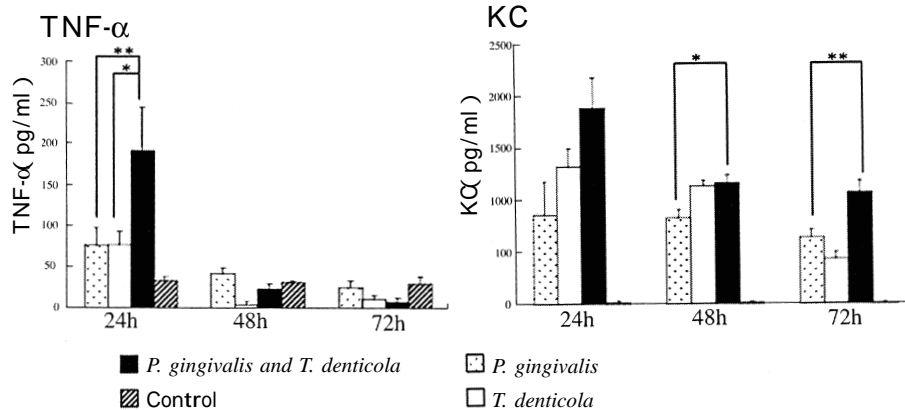 TNF-α
**
*
300
250
200
150
100
50
0
TNF-α( pg/ml )
24h
48h
72h
KC
*
**
2500
2000
1500
1000
100
0
KC( pg/ml )
24h
48h
72h
P. gingivalis and T. denticola
P. gingivalis
Control
T. denticola